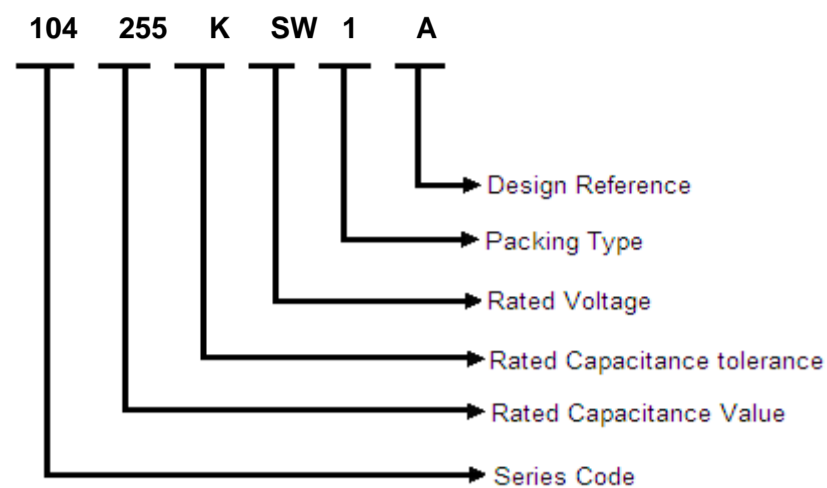 104 255 K SW 1 A
Design Reference
Packing Type
Rated Voltage
Rated Capacitance tolerance
Rated Capacitance Value
Series Code